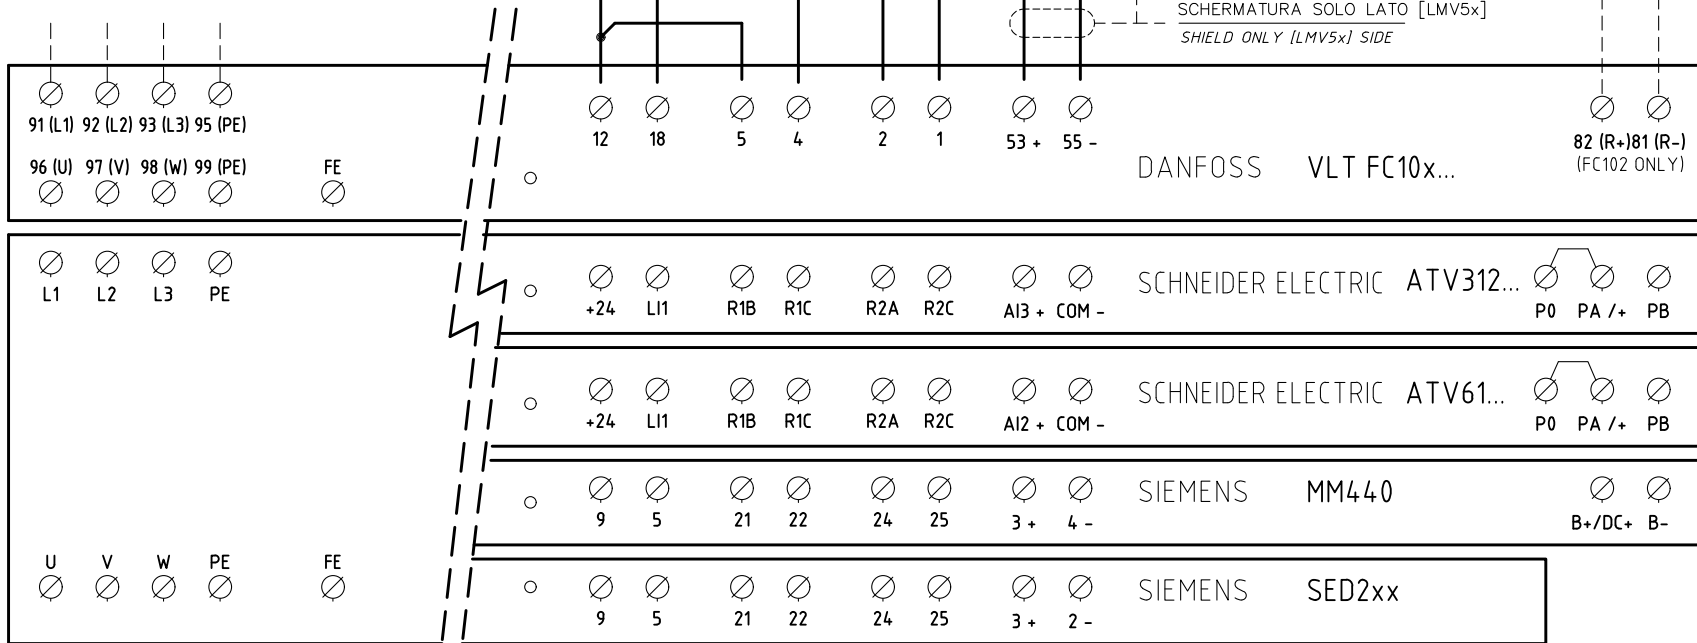 SCHERMATURA SOLO LATO [LMV5x]
SHIELD ONLY [LMV5x] SIDE
91 (L1) 92 (L2) 93 (L3) 95 (PE)
12 18 5 4 2 1 53 + 55 - 82 (R+) 81 (R-)
(FC102 ONLY)
96 (U) 97 (V) 98 (W) 99 (PE) FE
DANFOSS VLT FC10x...
L1 L2 L3 PE
SCHNEIDER ELECTRIC ATV312...
+24 LI1 R1B R1C R2A R2C AI3 + COM - P0 PA /+ PB
SCHNEIDER ELECTRIC ATV61...
+24 LI1 R1B R1C R2A R2C AI2 + COM - P0 PA /+ PB
SIEMENS MM440
9 5 21 22 24 25 3 + 4 - B+/DC+ B-
U V W PE FE
SIEMENS SED2xx
9 5 21 22 24 25 3 + 2 -